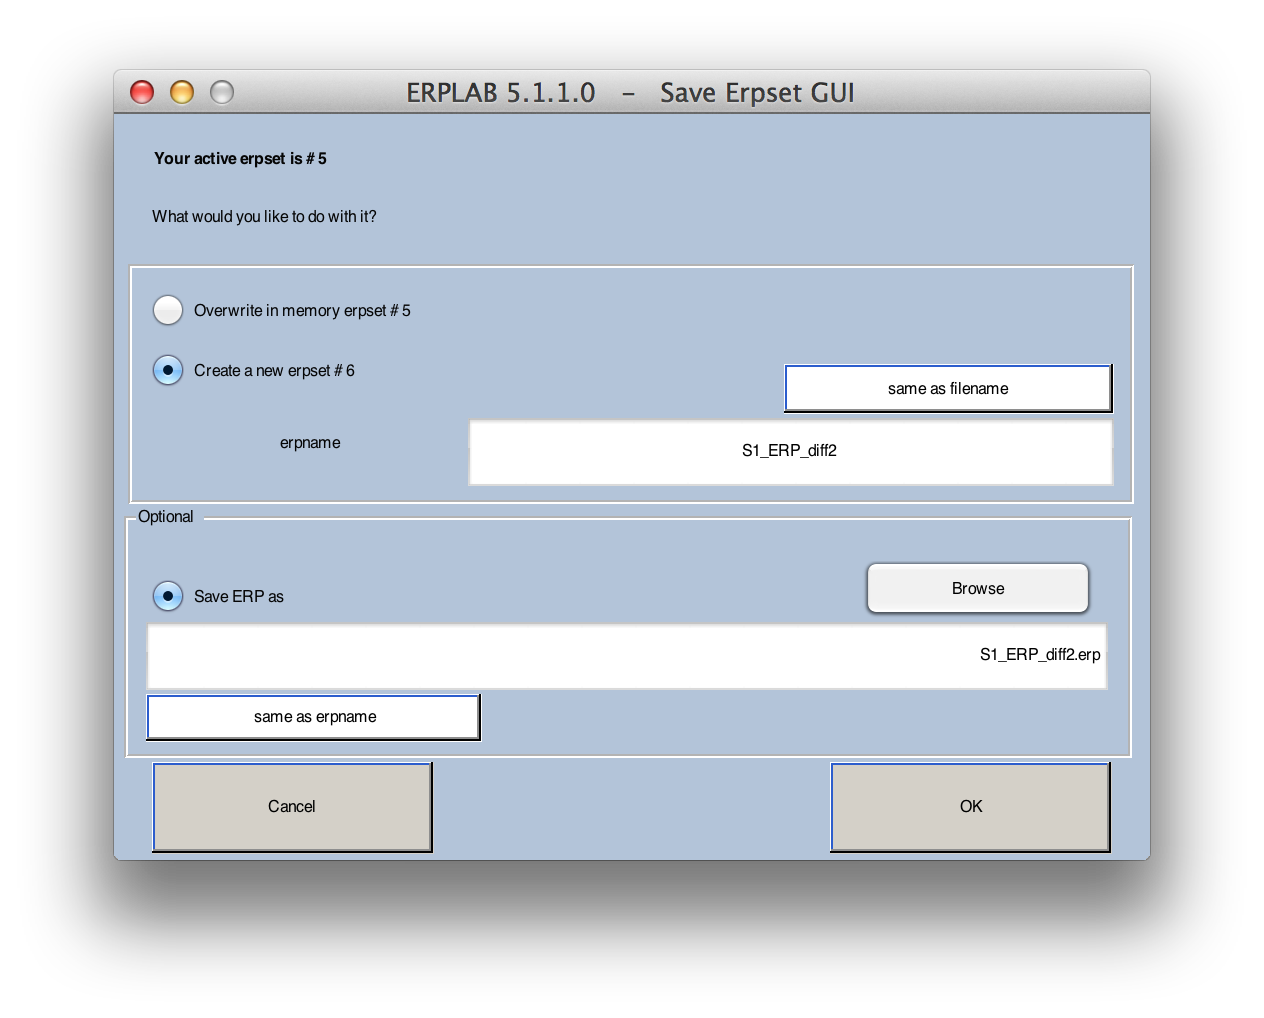 ERPLAB 5.1.1.0 - Save Erpset GUI
Your active erpset is # 5
What would you like to do with it?
Overwrite in memory erpset # 5
Create a new erpset # 6
same as filename
erpname
S1_ERP_diff2
Optional
Save ERP as
Browse
S1_ERP_diff2.erp
same as erpname
Cancel
OK